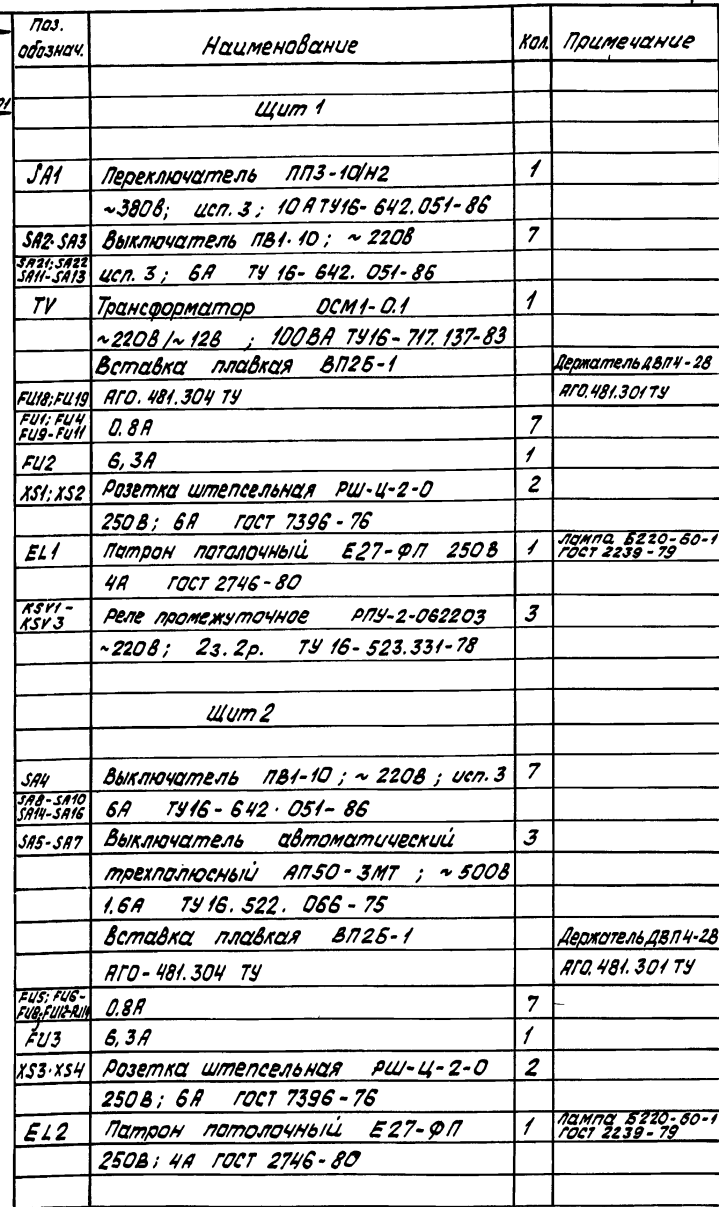 Поз. обознач. Наименование Кол. Примечание
Щит 1
SA1 Переключатель ПП3-10/Н2 1
~380В; исп. 3; 10А ТУ16-642.051-86
SA2-SA3 Выключатель ПВ1-10; ~220В 7
SA21; SA22
SA11-SA13 исп. 3; 6А ТУ 16-642.051-86
TV Трансформатор ОСМ1-0.1 1
~220В/~12В ; 100ВА ТУ16-717.137-83
Вставка плавкая ВП2Б-1 Держатель ДВП4-2В
FU18; FU19 АГО.481.304 ТУ АГО.481.301 ТУ
FU1; FU4
FU9-FU11 0.8А 7
FU2 6,3А 1
XS1; XS2 Розетка штепсельная РШ-Ц-2-0 2
250В; 6А ГОСТ 7396-76
EL1 Патрон поталочный Е27-ФП 250В 1 Лампа Б220-60-1
4А ГОСТ 2746-80 ГОСТ 2239-79
KSV1-
KSV3 Реле промежуточное РПУ-2-062203 3
~220В; 2з. 2р. ТУ 16-523.331-78
Щит 2
SA4 Выключатель ПВ1-10; ~220В; исп. 3 7
SA8-SA10
SA14-SA16 6А ТУ16-642.051-86
SA5-SA7 Выключатель автоматический 3
трехполюсный АП50-3МТ ; ~500В
1.6А ТУ16.522.066-75
Вставка плавкая ВП2Б-1 Держатель ДВП4-2В
АГО-481.304 ТУ АГО.481.301 ТУ
FU5; FU6-
FU8; FU12-FU14 0.8А 7
FU3 6,3А 1
XS3-XS4 Розетка штепсельная РШ-Ц-2-0 2
250В; 6А ГОСТ 7396-76
EL2 Патрон потолочный Е27-ФП 1 Лампа Б220-60-1
250В; 4А ГОСТ 2746-80 ГОСТ 2239-79